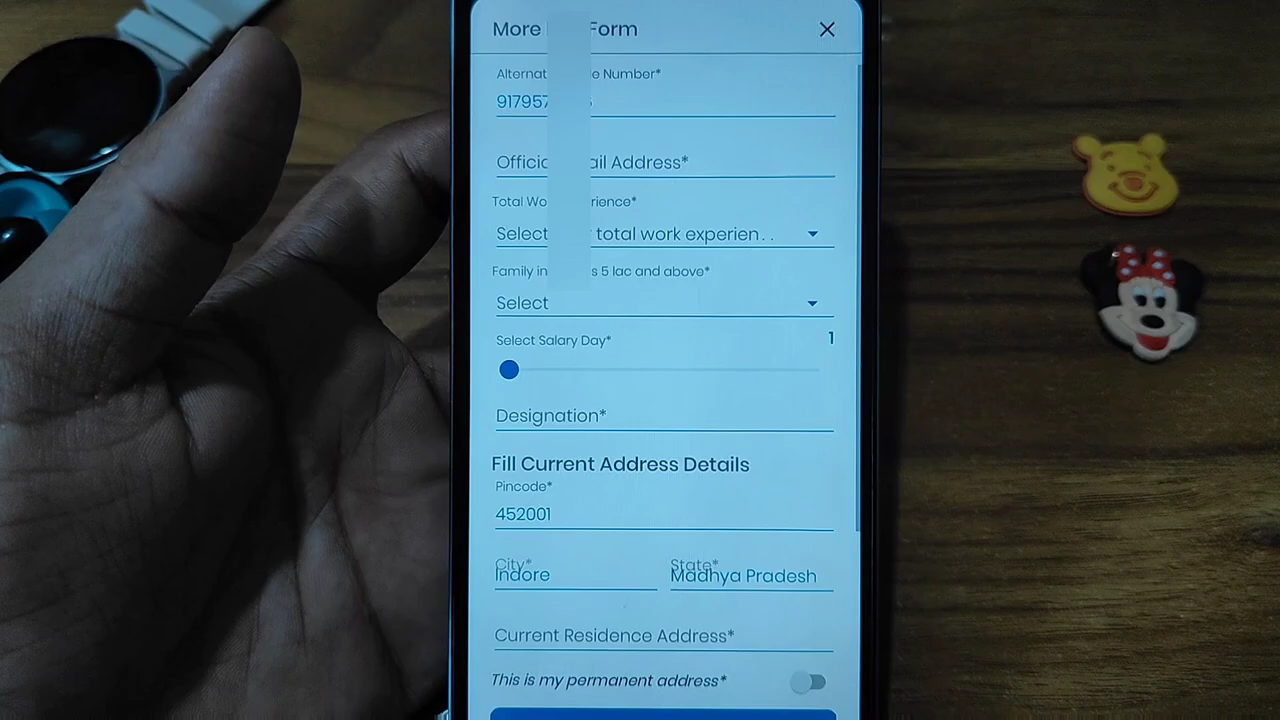 More Form
Alternat e Number*
917957
Offici ail Address*
Total Wo rience*
Select total work experien..
Family in s 5 lac and above*
Select
Select Salary Day* 1
Designation*
Fill Current Address Details
Pincode*
452001
City* State*
Indore Madhya Pradesh
Current Residence Address*
This is my permanent address*